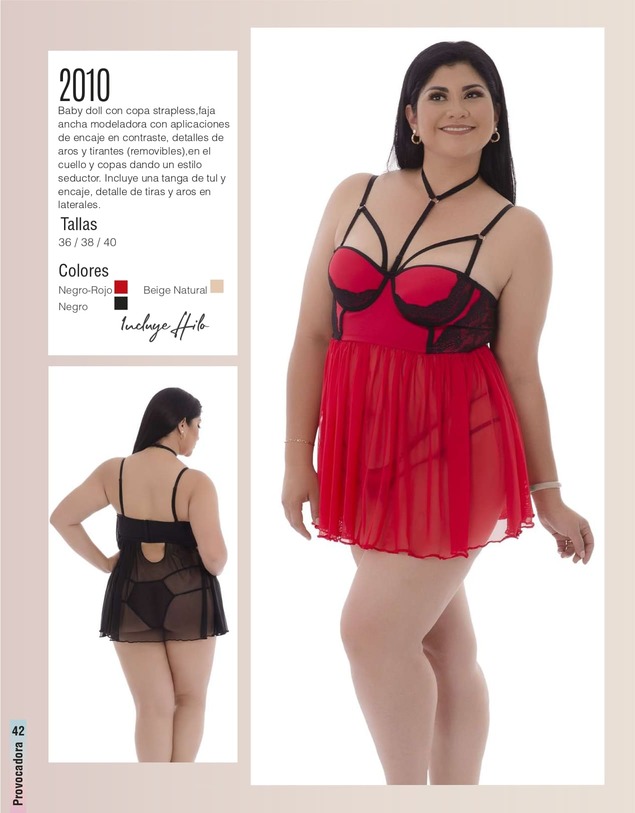 2010
Baby doll con copa strapless,faja
ancha modeladora con aplicaciones
de encaje en contraste, detalles de
aros y tirantes (removibles),en el
cuello y copas dando un estilo
seductor. Incluye una tanga de tul y
encaje, detalle de tiras y aros en
laterales.
Tallas
36 / 38 / 40
Colores
Negro-Rojo Beige Natural
Negro
Incluye Hilo
42
Provocadora